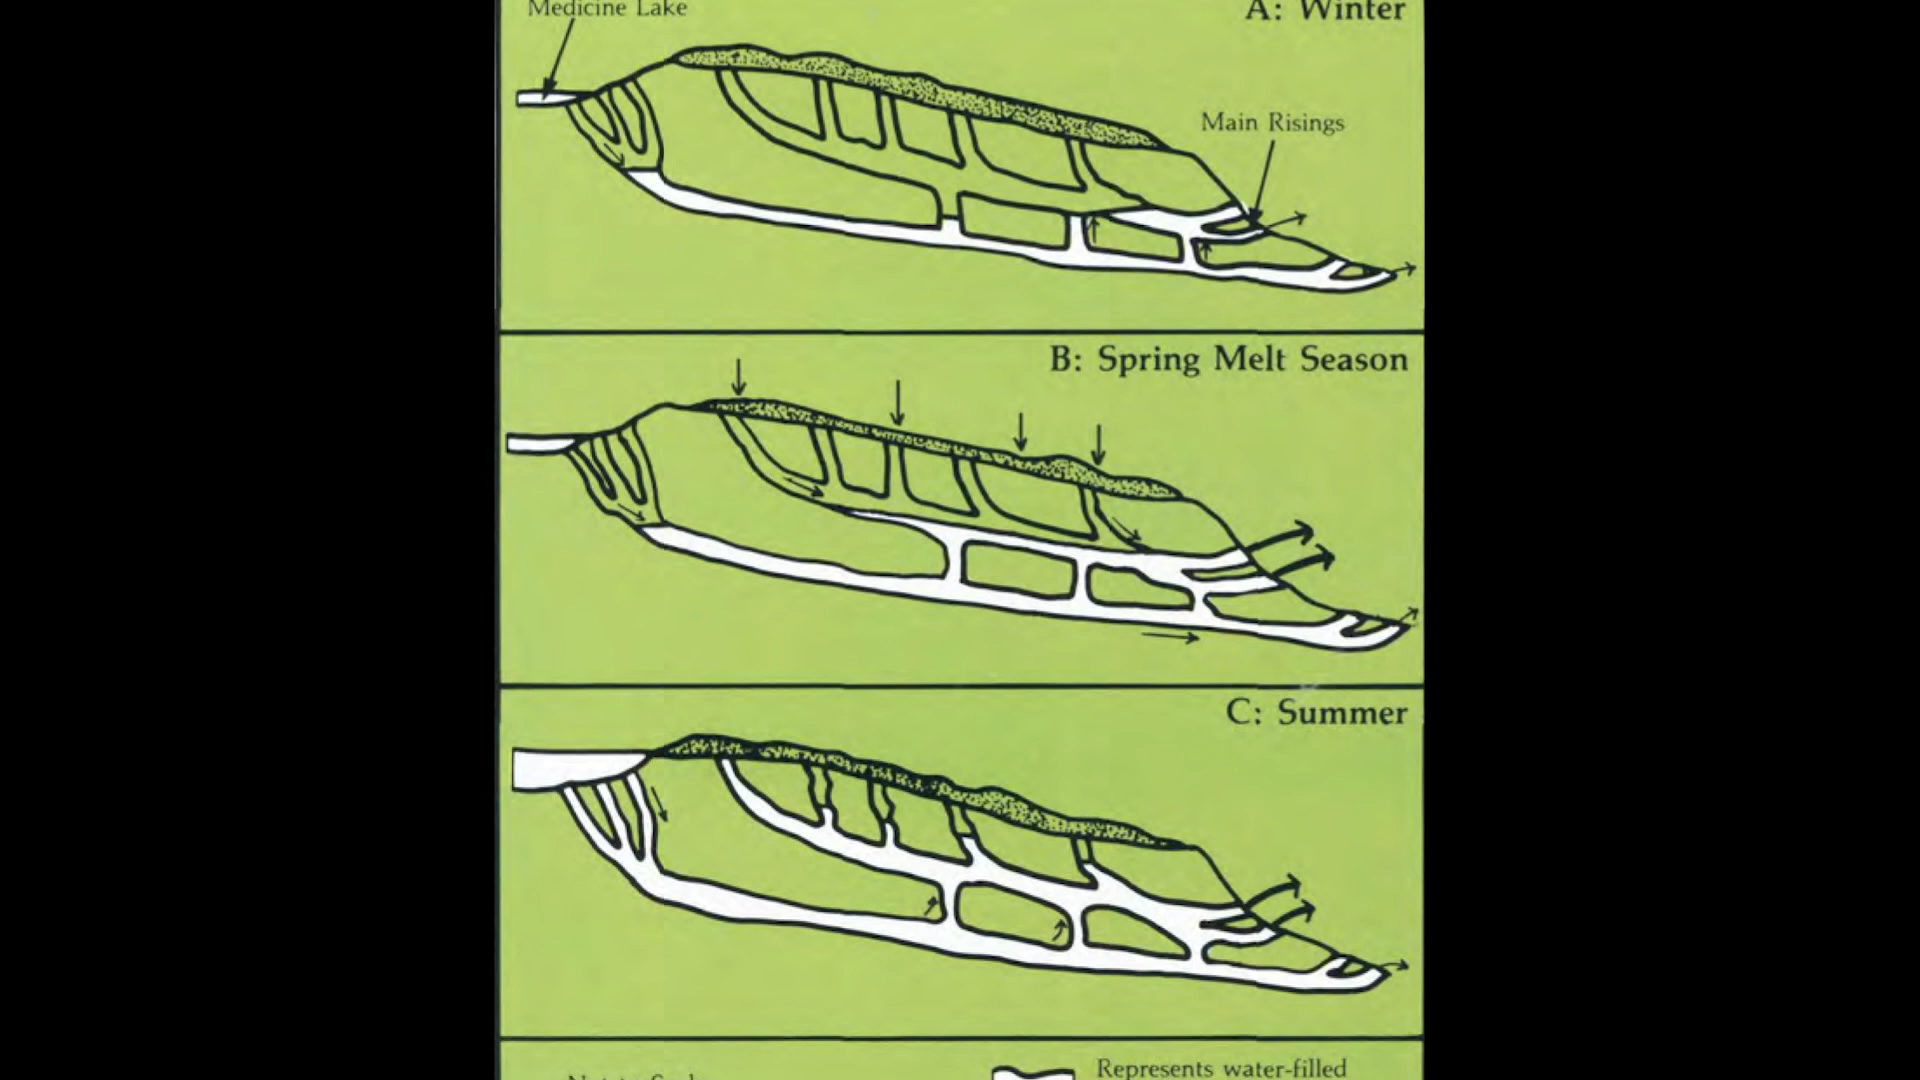 Medicine Lake
A: Winter
Main Risings
B: Spring Melt Season
C: Summer
Represents water-filled